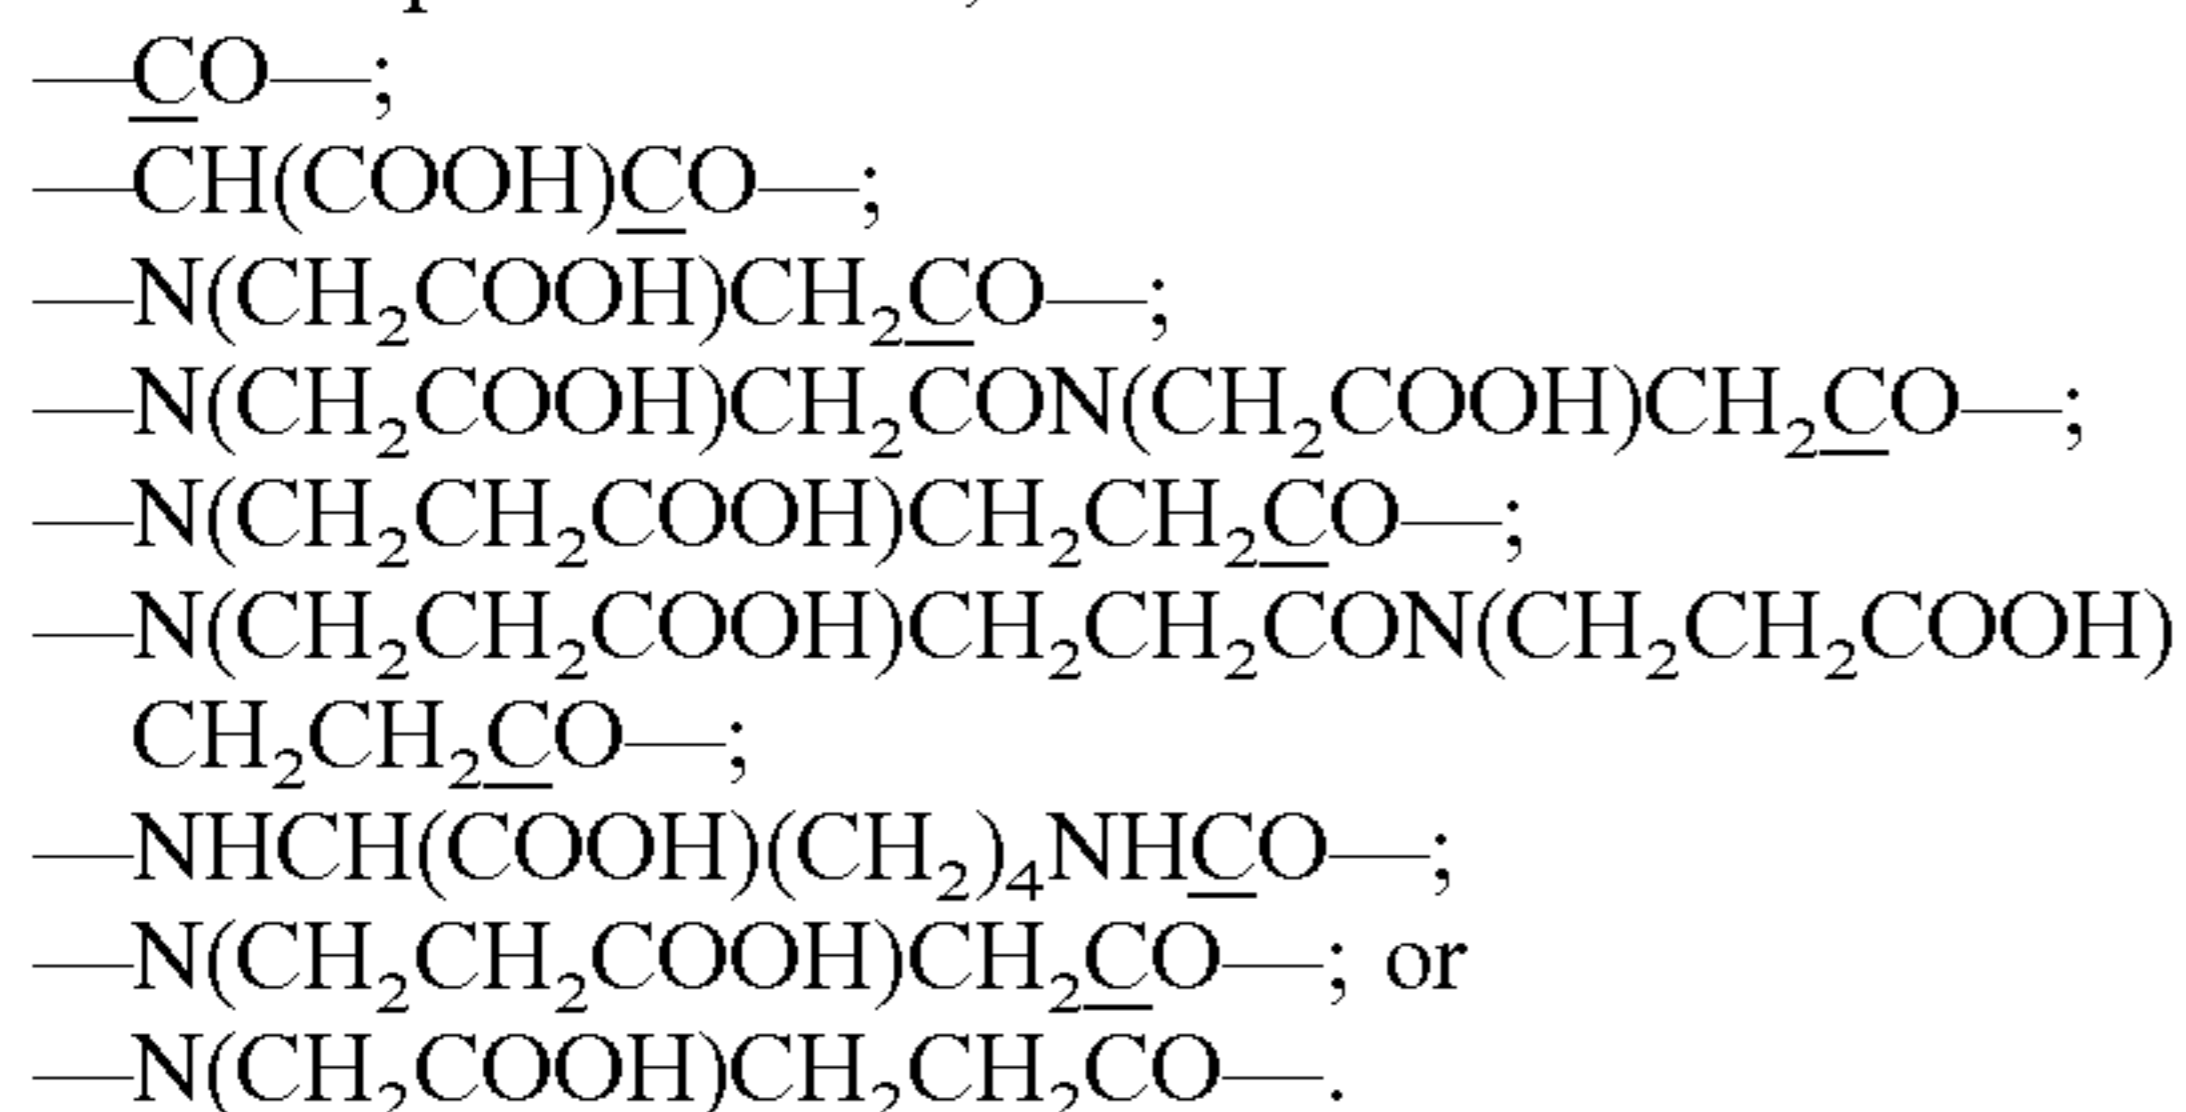 —CO—;
—CH(COOH)CO—;
—N(CH₂COOH)CH₂CO—;
—N(CH₂COOH)CH₂CON(CH₂COOH)CH₂CO—;
—N(CH₂CH₂COOH)CH₂CH₂CO—;
—N(CH₂CH₂COOH)CH₂CH₂CON(CH₂CH₂COOH)
CH₂CH₂CO—;
—NHCH(COOH)(CH₂)₄NHCO—;
—N(CH₂CH₂COOH)CH₂CO—; or
—N(CH₂COOH)CH₂CH₂CO—.